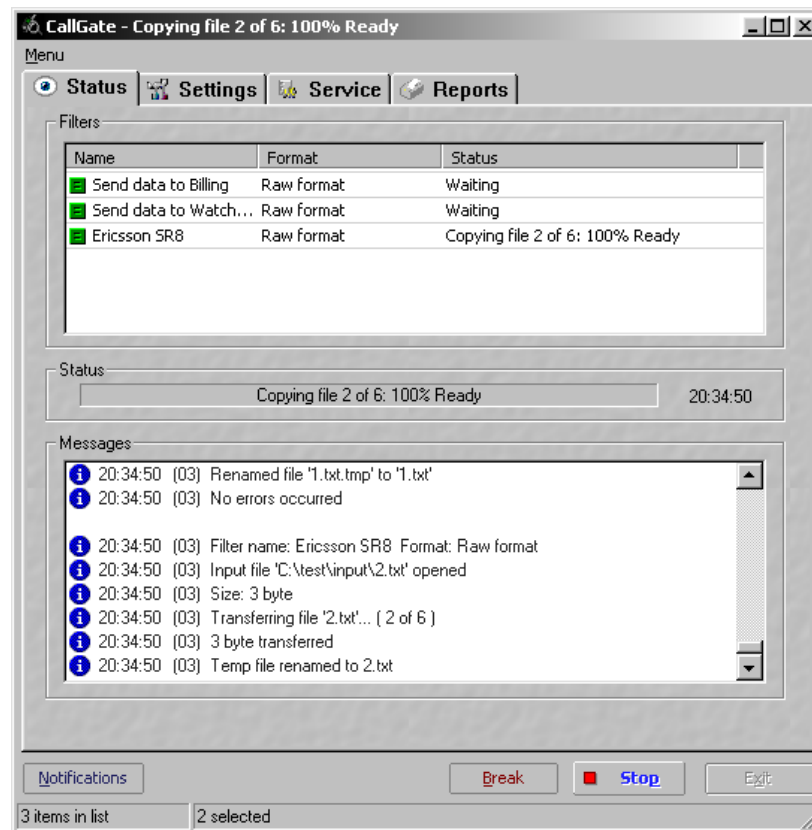 CallGate - Copying file 2 of 6: 100% Ready
Menu
Status Settings Service Reports
Filters
Name Format Status
Send data to Billing Raw format Waiting
Send data to Watch... Raw format Waiting
Ericsson SR8 Raw format Copying file 2 of 6: 100% Ready
Status
Copying file 2 of 6: 100% Ready 20:34:50
Messages
20:34:50 (03) Renamed file '1.txt.tmp' to '1.txt'
20:34:50 (03) No errors occurred
20:34:50 (03) Filter name: Ericsson SR8 Format: Raw format
20:34:50 (03) Input file 'C:\test\input\2.txt' opened
20:34:50 (03) Size: 3 byte
20:34:50 (03) Transferring file '2.txt'... ( 2 of 6 )
20:34:50 (03) 3 byte transferred
20:34:50 (03) Temp file renamed to 2.txt
Notifications Break Stop Exit
3 items in list 2 selected